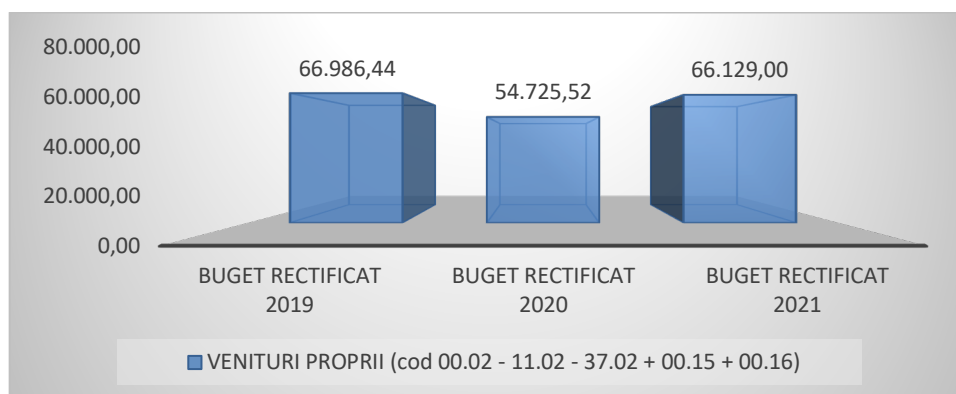 80.000,00
60.000,00
40.000,00
20.000,00
0,00
66.986,44
54.725,52
66.129,00
BUGET RECTIFICAT
2019
BUGET RECTIFICAT
2020
BUGET RECTIFICAT
2021
VENITURI PROPRII (cod 00.02 - 11.02 - 37.02 + 00.15 + 00.16)